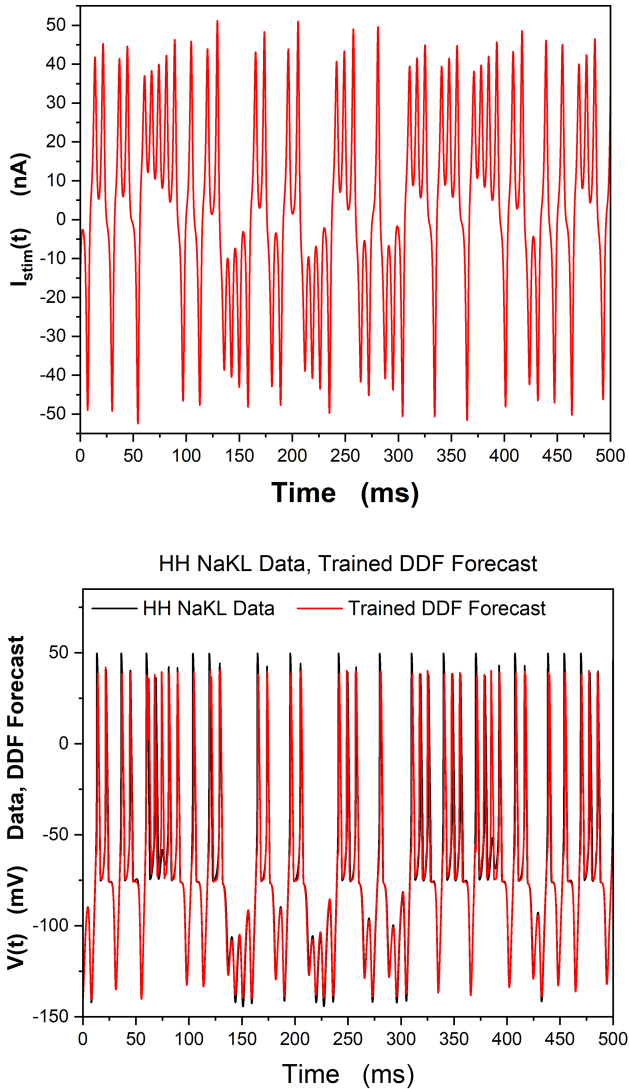 50
40
30
20
10
0
-10
-20
-30
-40
-50
I_stim(t) (nA)
0 50 100 150 200 250 300 350 400 450 500
Time (ms)
HH NaKL Data, Trained DDF Forecast
HH NaKL Data Trained DDF Forecast
50
0
-50
-100
-150
V(t) (mV) Data, DDF Forecast
0 50 100 150 200 250 300 350 400 450 500
Time (ms)